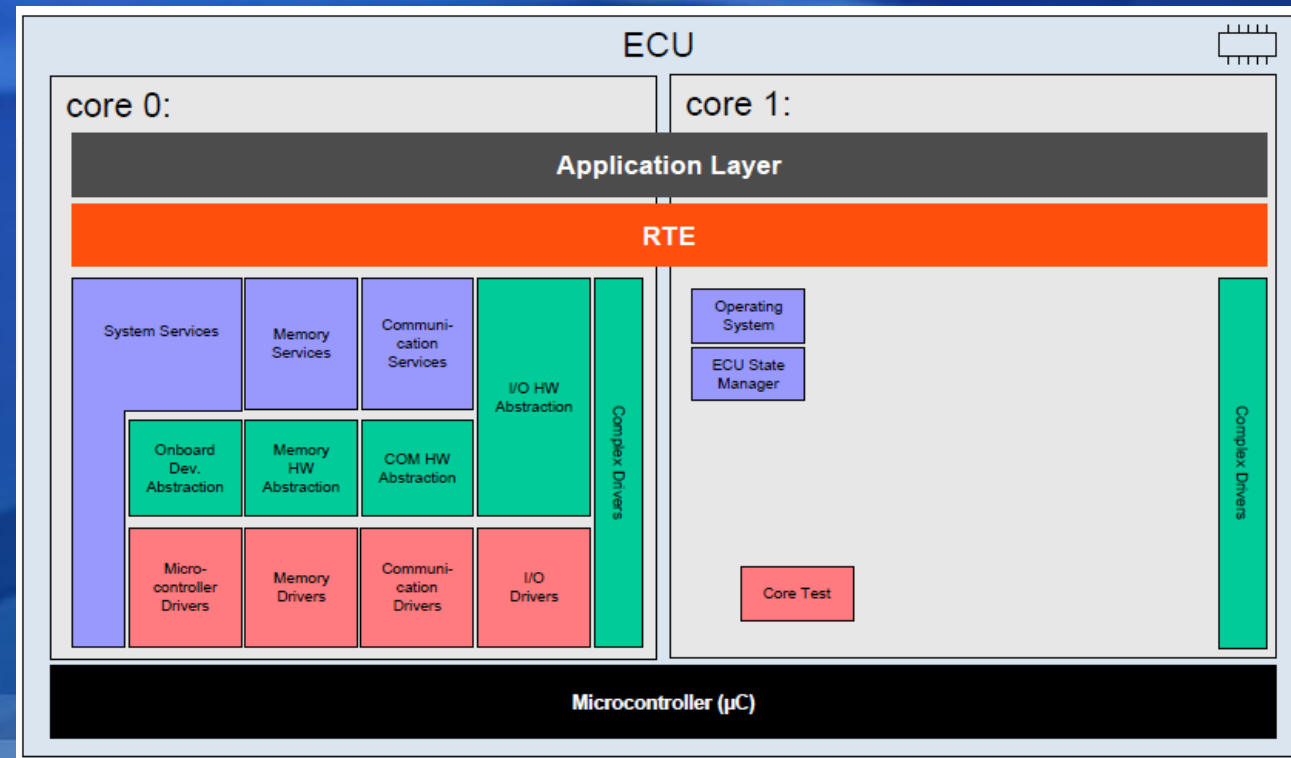 ECU
core 0:
core 1:
Application Layer
RTE
System Services
Memory
Services
Communi-
cation
Services
I/O HW
Abstraction
Complex Drivers
Onboard
Dev.
Abstraction
Memory
HW
Abstraction
COM HW
Abstraction
Micro-
controller
Drivers
Memory
Drivers
Communi-
cation
Drivers
I/O
Drivers
Operating
System
ECU State
Manager
Core Test
Complex Drivers
Microcontroller (µC)